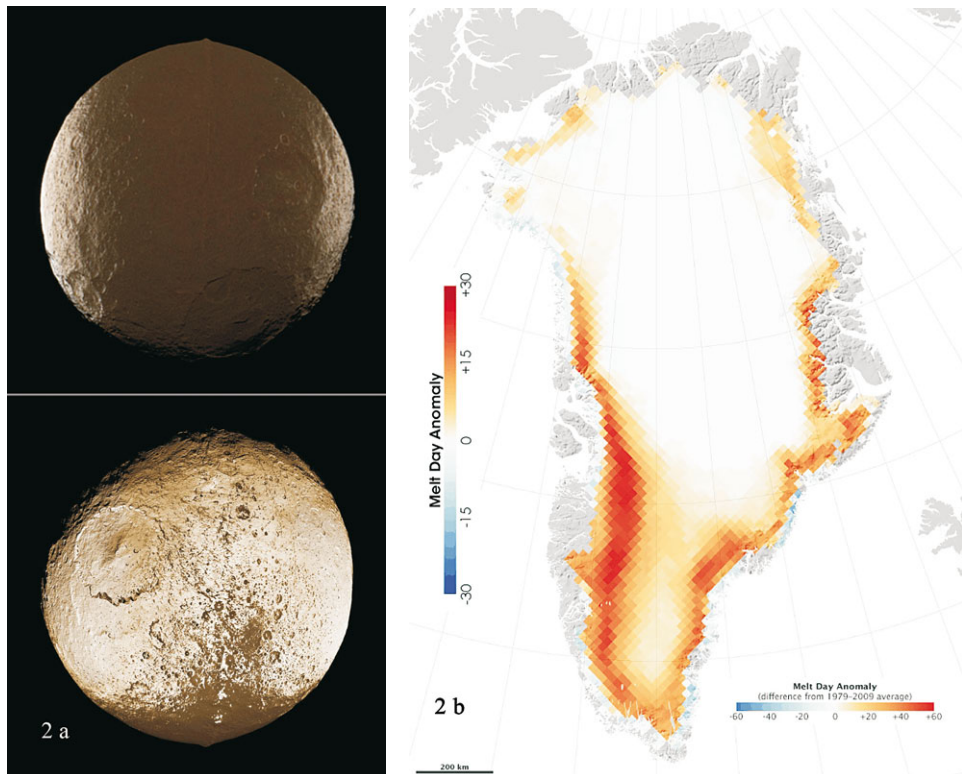 2 a
Melt Day Anomaly
+30
+15
0
-15
-30
2 b
Melt Day Anomaly
(difference from 1979–2009 average)
-60 -40 -20 0 +20 +40 +60
200 km